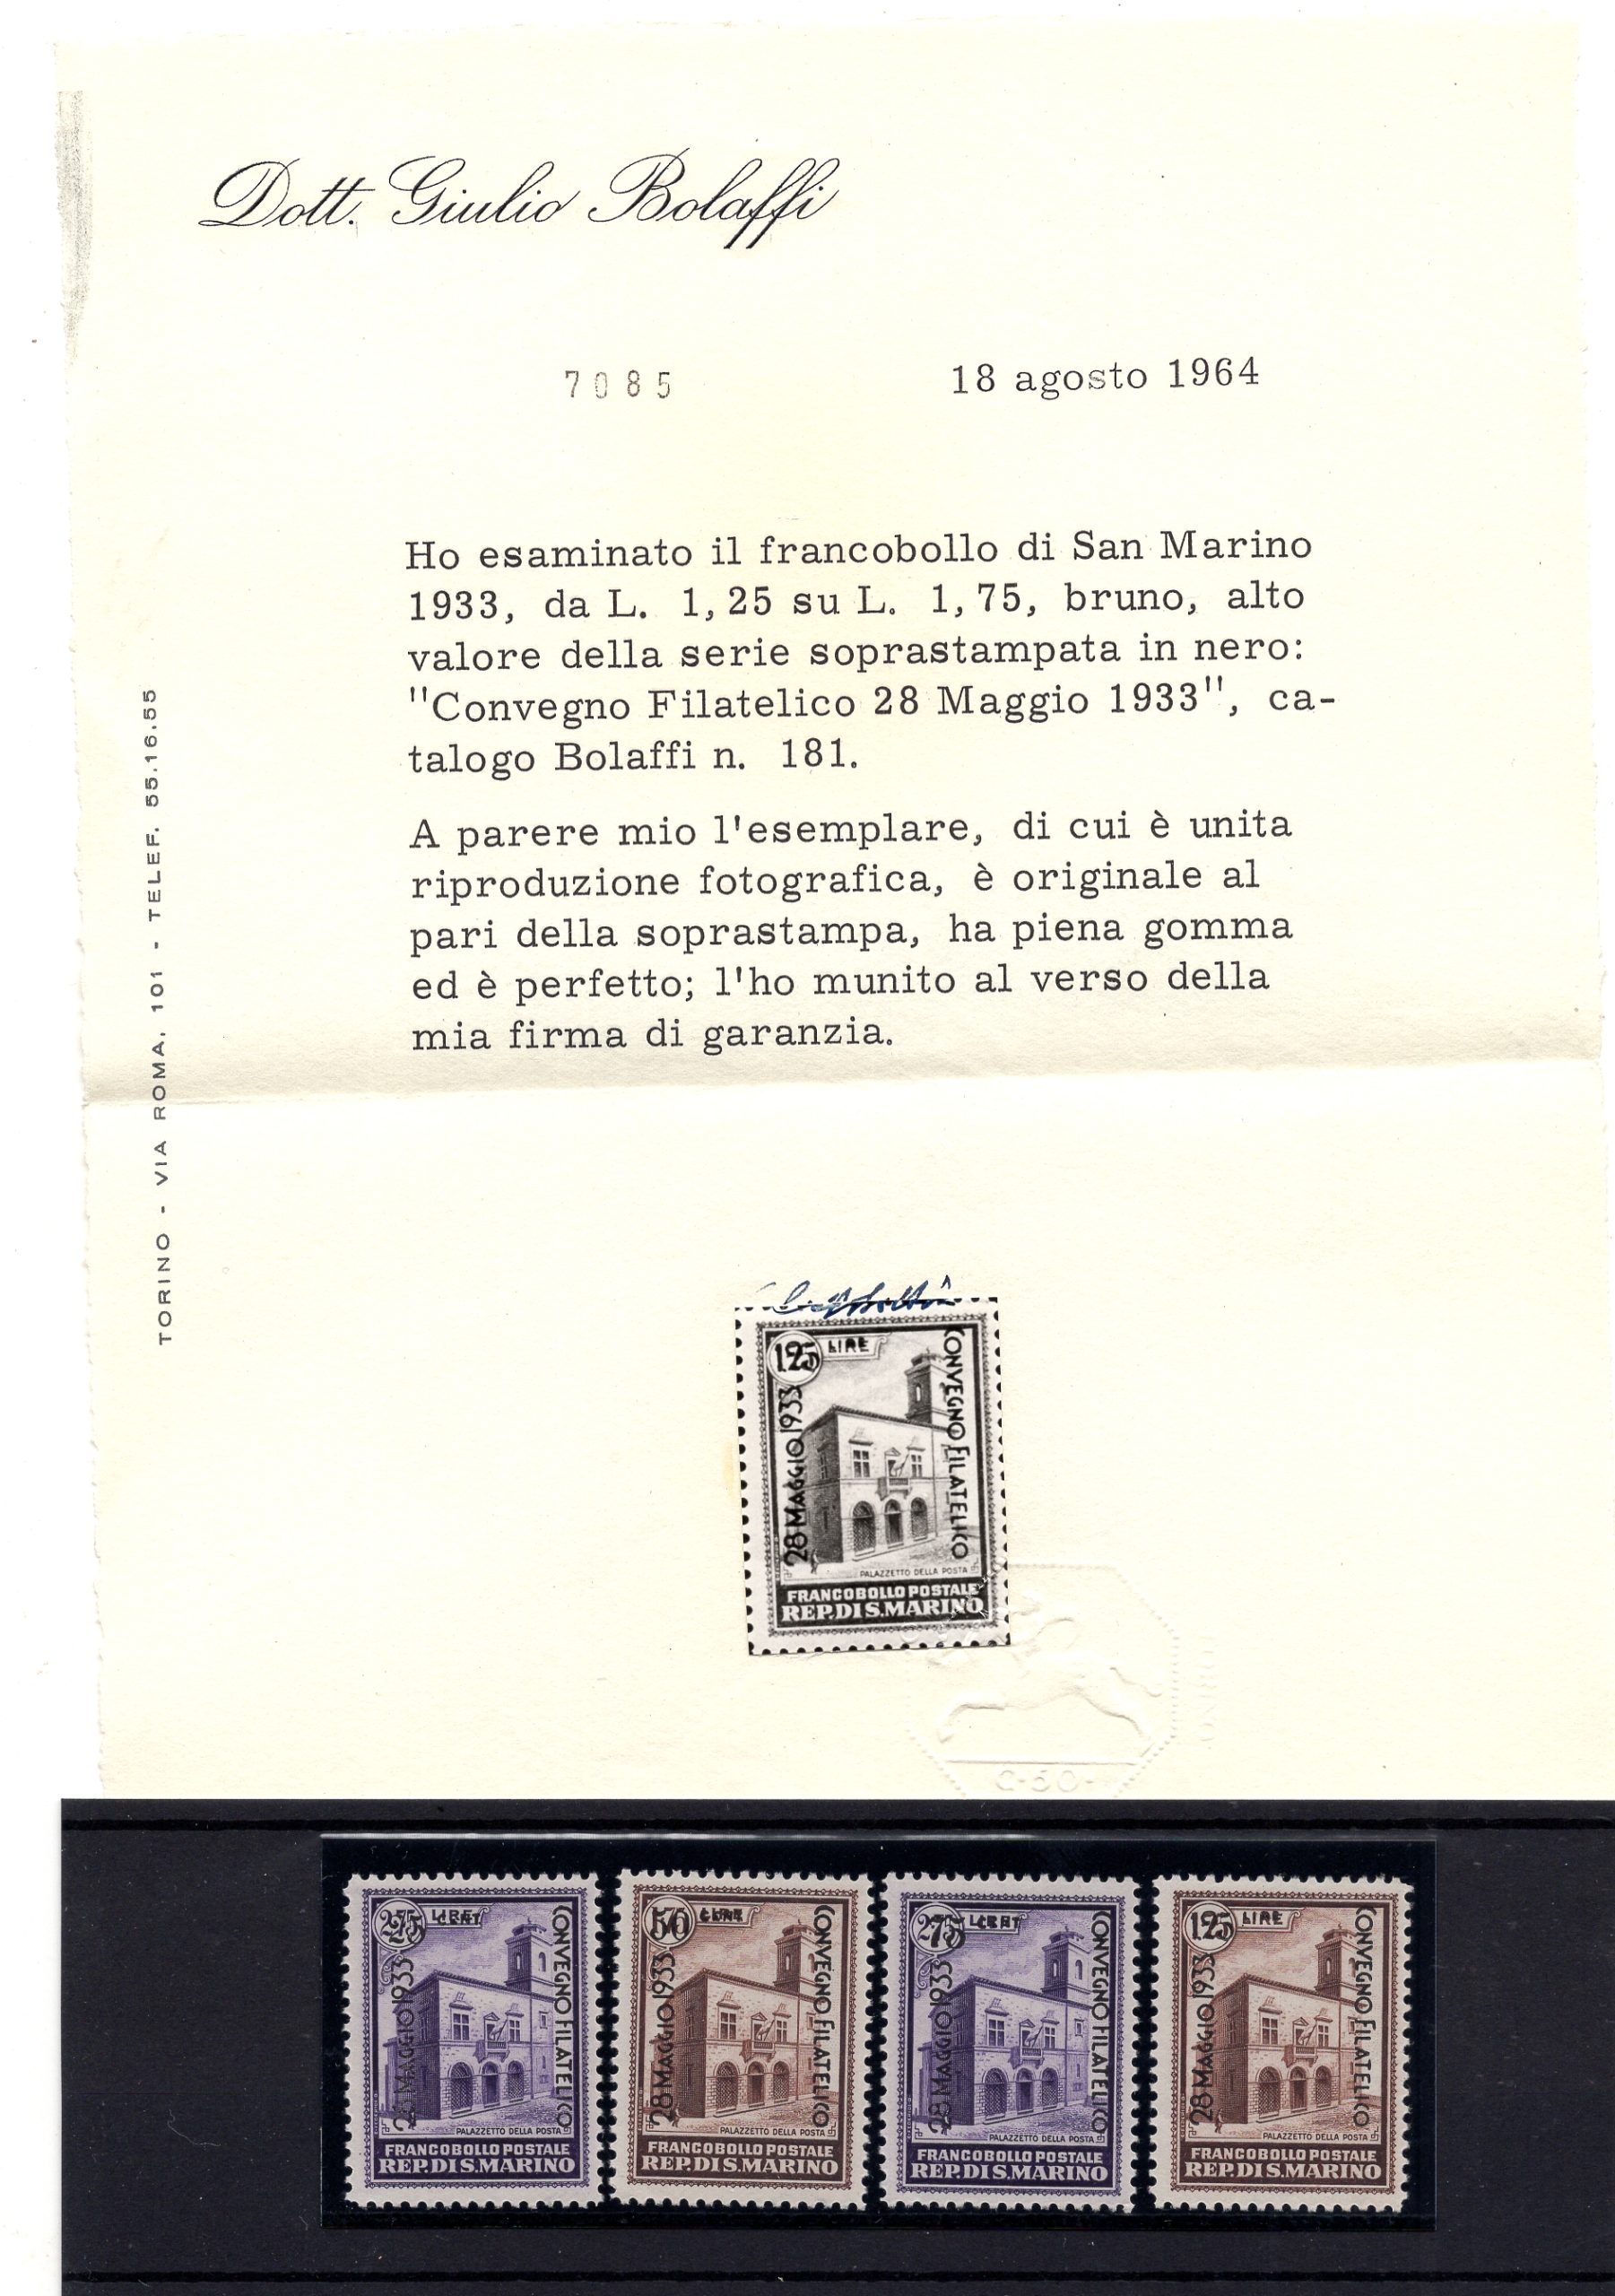 Dott. Giulio Bolaffi
7085
18 agosto 1964
Ho esaminato il francobollo di San Marino
1933, da L. 1,25 su L. 1,75, bruno, alto
valore della serie soprastampata in nero:
"Convegno Filatelico 28 Maggio 1933", ca-
talogo Bolaffi n. 181.
A parere mio l'esemplare, di cui è unita
riproduzione fotografica, è originale al
pari della soprastampa, ha piena gomma
ed è perfetto; l'ho munito al verso della
mia firma di garanzia.
TORINO - VIA ROMA, 101 - TELEF. 55.16.55
LIRE
28 MAGGIO 1933
CONVEGNO FILATELICO
PALAZZETTO DELLA POSTA
FRANCOBOLLO POSTALE
REP. DI S. MARINO
28 MAGGIO 1933
CONVEGNO FILATELICO
PALAZZETTO DELLA POSTA
FRANCOBOLLO POSTALE
REP. DI S. MARINO
28 MAGGIO 1933
CONVEGNO FILATELICO
PALAZZETTO DELLA POSTA
FRANCOBOLLO POSTALE
REP. DI S. MARINO
28 MAGGIO 1933
CONVEGNO FILATELICO
PALAZZETTO DELLA POSTA
FRANCOBOLLO POSTALE
REP. DI S. MARINO
LIRE
28 MAGGIO 1933
CONVEGNO FILATELICO
PALAZZETTO DELLA POSTA
FRANCOBOLLO POSTALE
REP. DI S. MARINO